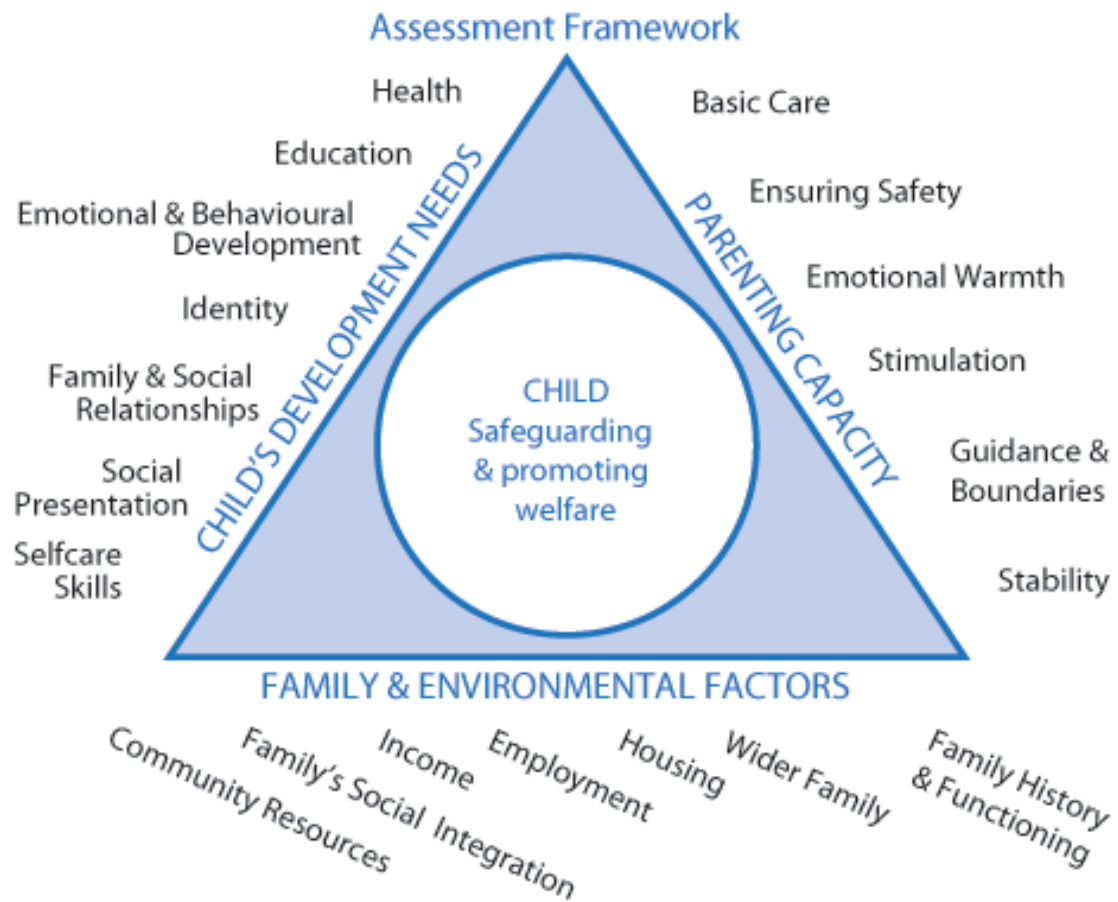 Assessment Framework
Health
Education
Emotional & Behavioural
Development
Identity
Family & Social
Relationships
Social
Presentation
Selfcare
Skills
CHILD'S DEVELOPMENT NEEDS
CHILD
Safeguarding
& promoting
welfare
PARENTING CAPACITY
Basic Care
Ensuring Safety
Emotional Warmth
Stimulation
Guidance &
Boundaries
Stability
FAMILY & ENVIRONMENTAL FACTORS
Community Resources
Family's Social Integration
Income
Employment
Housing
Wider Family
Family History
& Functioning